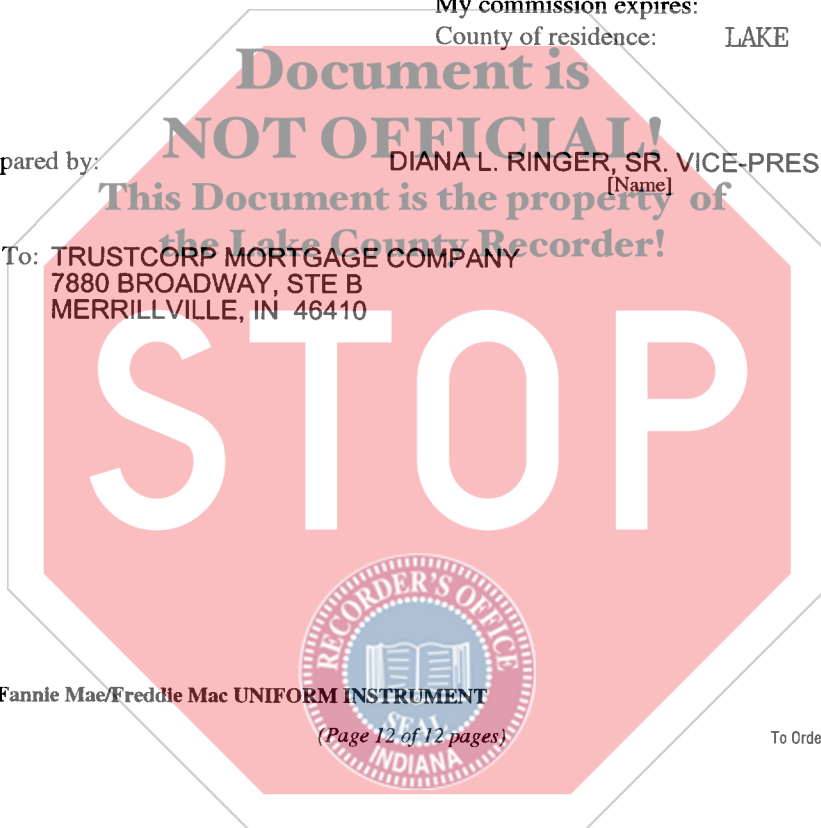 My commission expires:
County of residence: LAKE
Document is
NOT OFFICIAL!
pared by: DIANA L. RINGER, SR. VICE-PRES
[Name]
This Document is the property of
the Lake County Recorder!
To: TRUSTCORP MORTGAGE COMPANY
7880 BROADWAY, STE B
MERRILLVILLE, IN 46410
STOP
RECORDER'S OFFICE
SEAL
INDIANA
Fannie Mae/Freddie Mac UNIFORM INSTRUMENT
(Page 12 of 12 pages)
To Orde